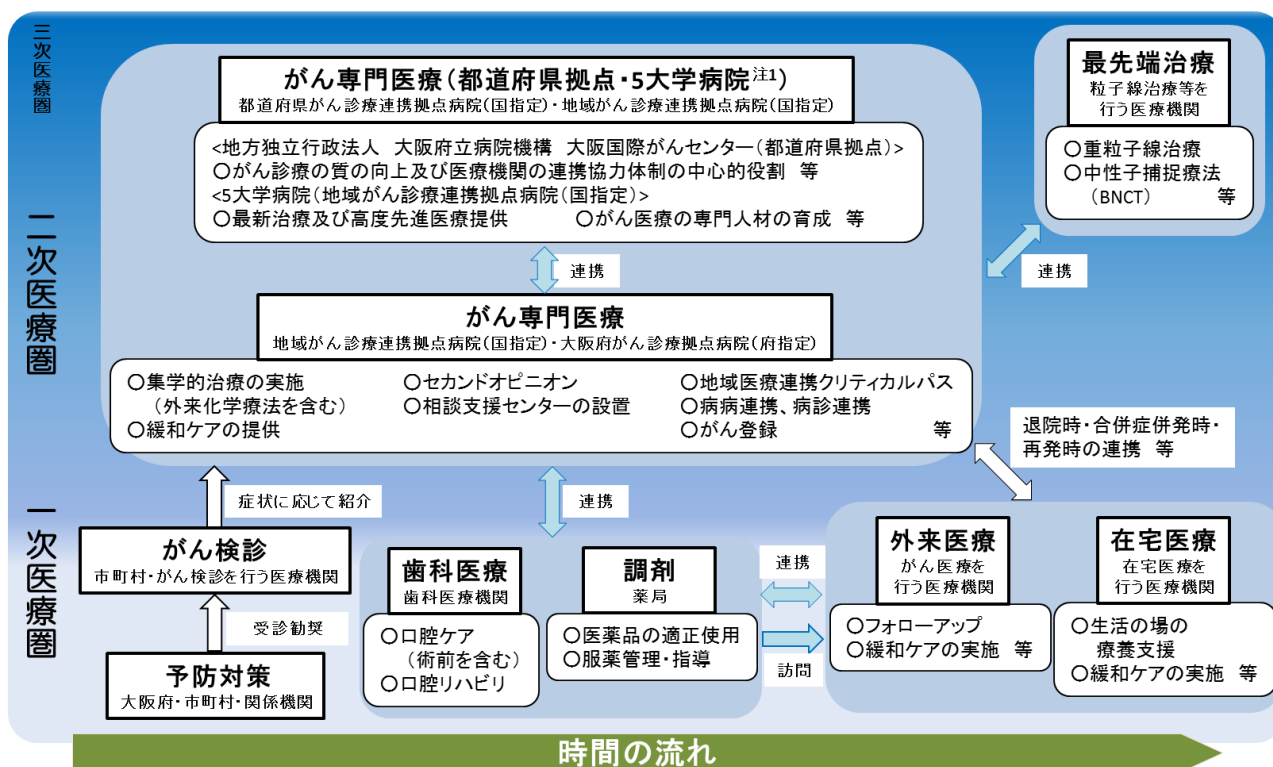 三次医療圏
がん専門医療(都道府県拠点・5大学病院注1)
都道府県がん診療連携拠点病院(国指定)・地域がん診療連携拠点病院(国指定)
<地方独立行政法人　大阪府立病院機構　大阪国際がんセンター(都道府県拠点)>
○がん診療の質の向上及び医療機関の連携協力体制の中心的役割　等
<5大学病院(地域がん診療連携拠点病院(国指定)>
○最新治療及び高度先進医療提供　　○がん医療の専門人材の育成　等
最先端治療
粒子線治療等を
行う医療機関
○重粒子線治療
○中性子捕捉療法
(BNCT)　等
連携
連携
二次医療圏
がん専門医療
地域がん診療連携拠点病院(国指定)・大阪府がん診療拠点病院(府指定)
○集学的治療の実施
(外来化学療法を含む)
○緩和ケアの提供
○セカンドオピニオン
○相談支援センターの設置
○地域医療連携クリティカルパス
○病病連携、病診連携
○がん登録　等
退院時・合併症併発時・
再発時の連携　等
症状に応じて紹介
連携
一次医療圏
がん検診
市町村・がん検診を行う医療機関
受診勧奨
予防対策
大阪府・市町村・関係機関
歯科医療
歯科医療機関
○口腔ケア
(術前を含む)
○口腔リハビリ
調剤
薬局
○医薬品の適正使用
○服薬管理・指導
連携
訪問
外来医療
がん医療を
行う医療機関
○フォローアップ
○緩和ケアの実施　等
在宅医療
在宅医療を
行う医療機関
○生活の場の
療養支援
○緩和ケアの実施　等
時間の流れ